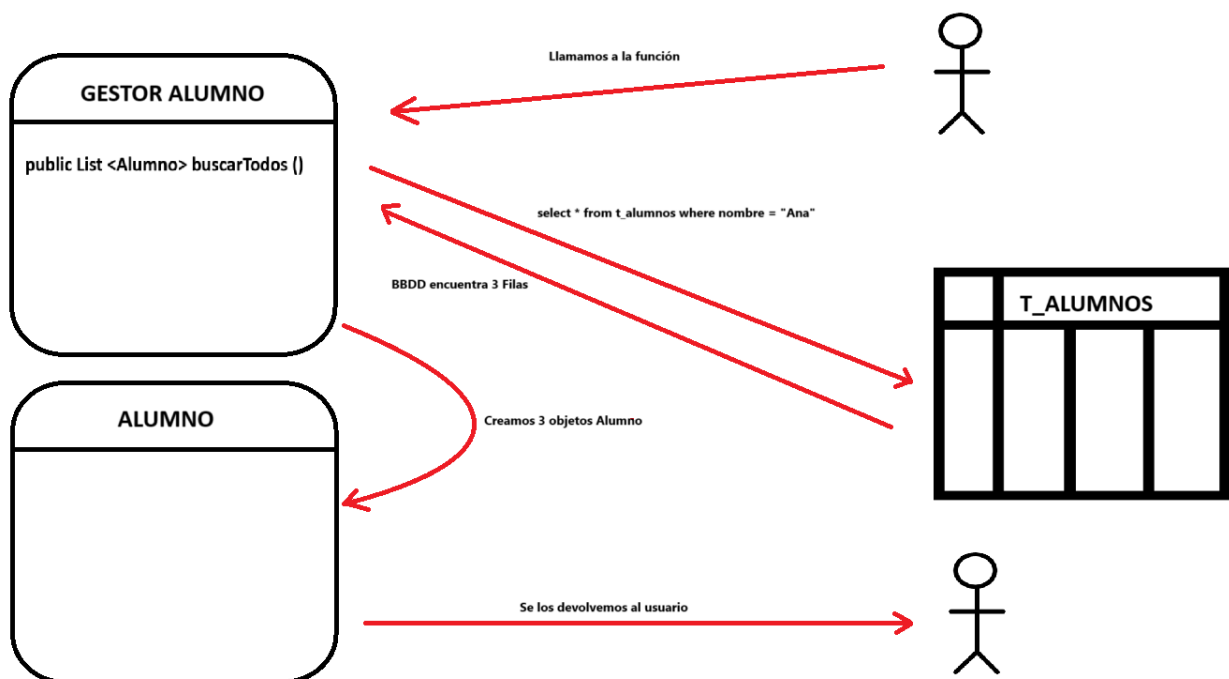 Llamamos a la función
GESTOR ALUMNO
public List <Alumno> buscarTodos ()
select * from t_alumnos where nombre = "Ana"
BBDD encuentra 3 Filas
T_ALUMNOS
ALUMNO
Creamos 3 objetos Alumno
Se los devolvemos al usuario